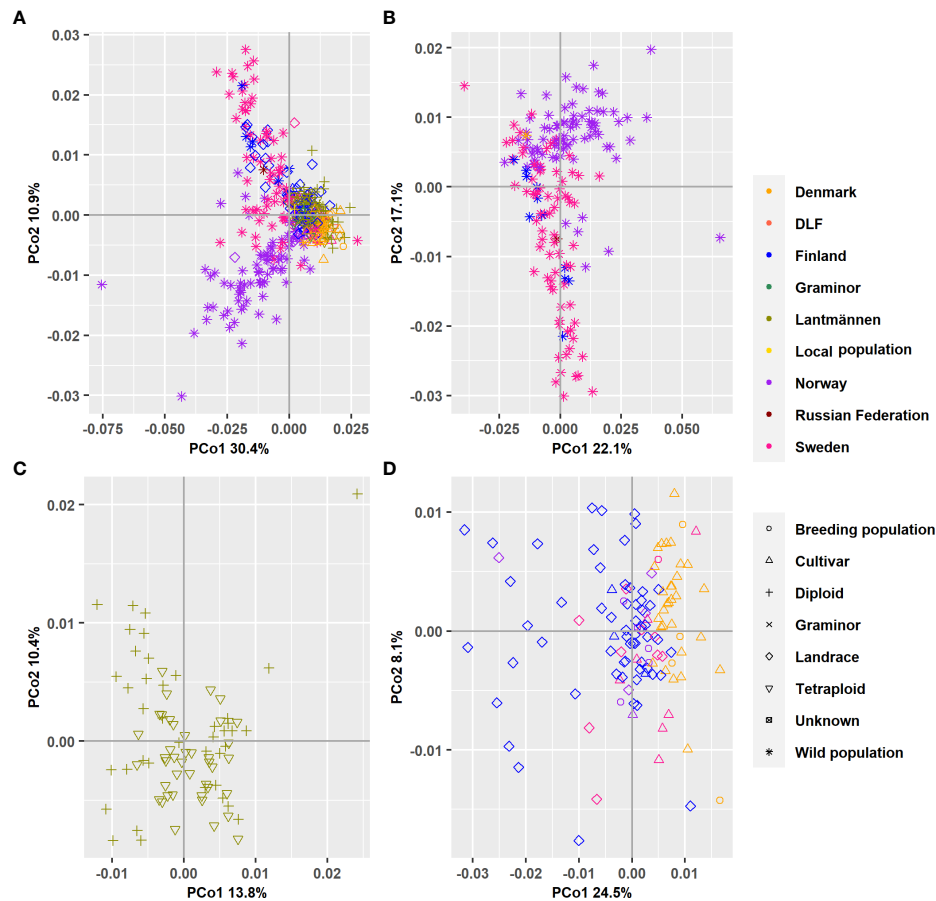 A
B
0.03
0.02
0.01
0.00
-0.01
-0.02
-0.03
PCo2 10.9%
-0.075
-0.050
-0.025
0.000
0.025
PCo1 30.4%
0.02
0.01
0.00
-0.01
-0.02
-0.03
PCo2 17.1%
-0.025
0.000
0.025
0.050
PCo1 22.1%
Denmark
DLF
Finland
Graminor
Lantmännen
Local population
Norway
Russian Federation
Sweden
C
D
0.02
0.01
0.00
PCo2 10.4%
-0.01
0.00
0.01
0.02
PCo1 13.8%
0.01
0.00
-0.01
PCo2 8.1%
-0.03
-0.02
-0.01
0.00
0.01
PCo1 24.5%
Breeding population
Cultivar
Diploid
Graminor
Landrace
Tetraploid
Unknown
Wild population